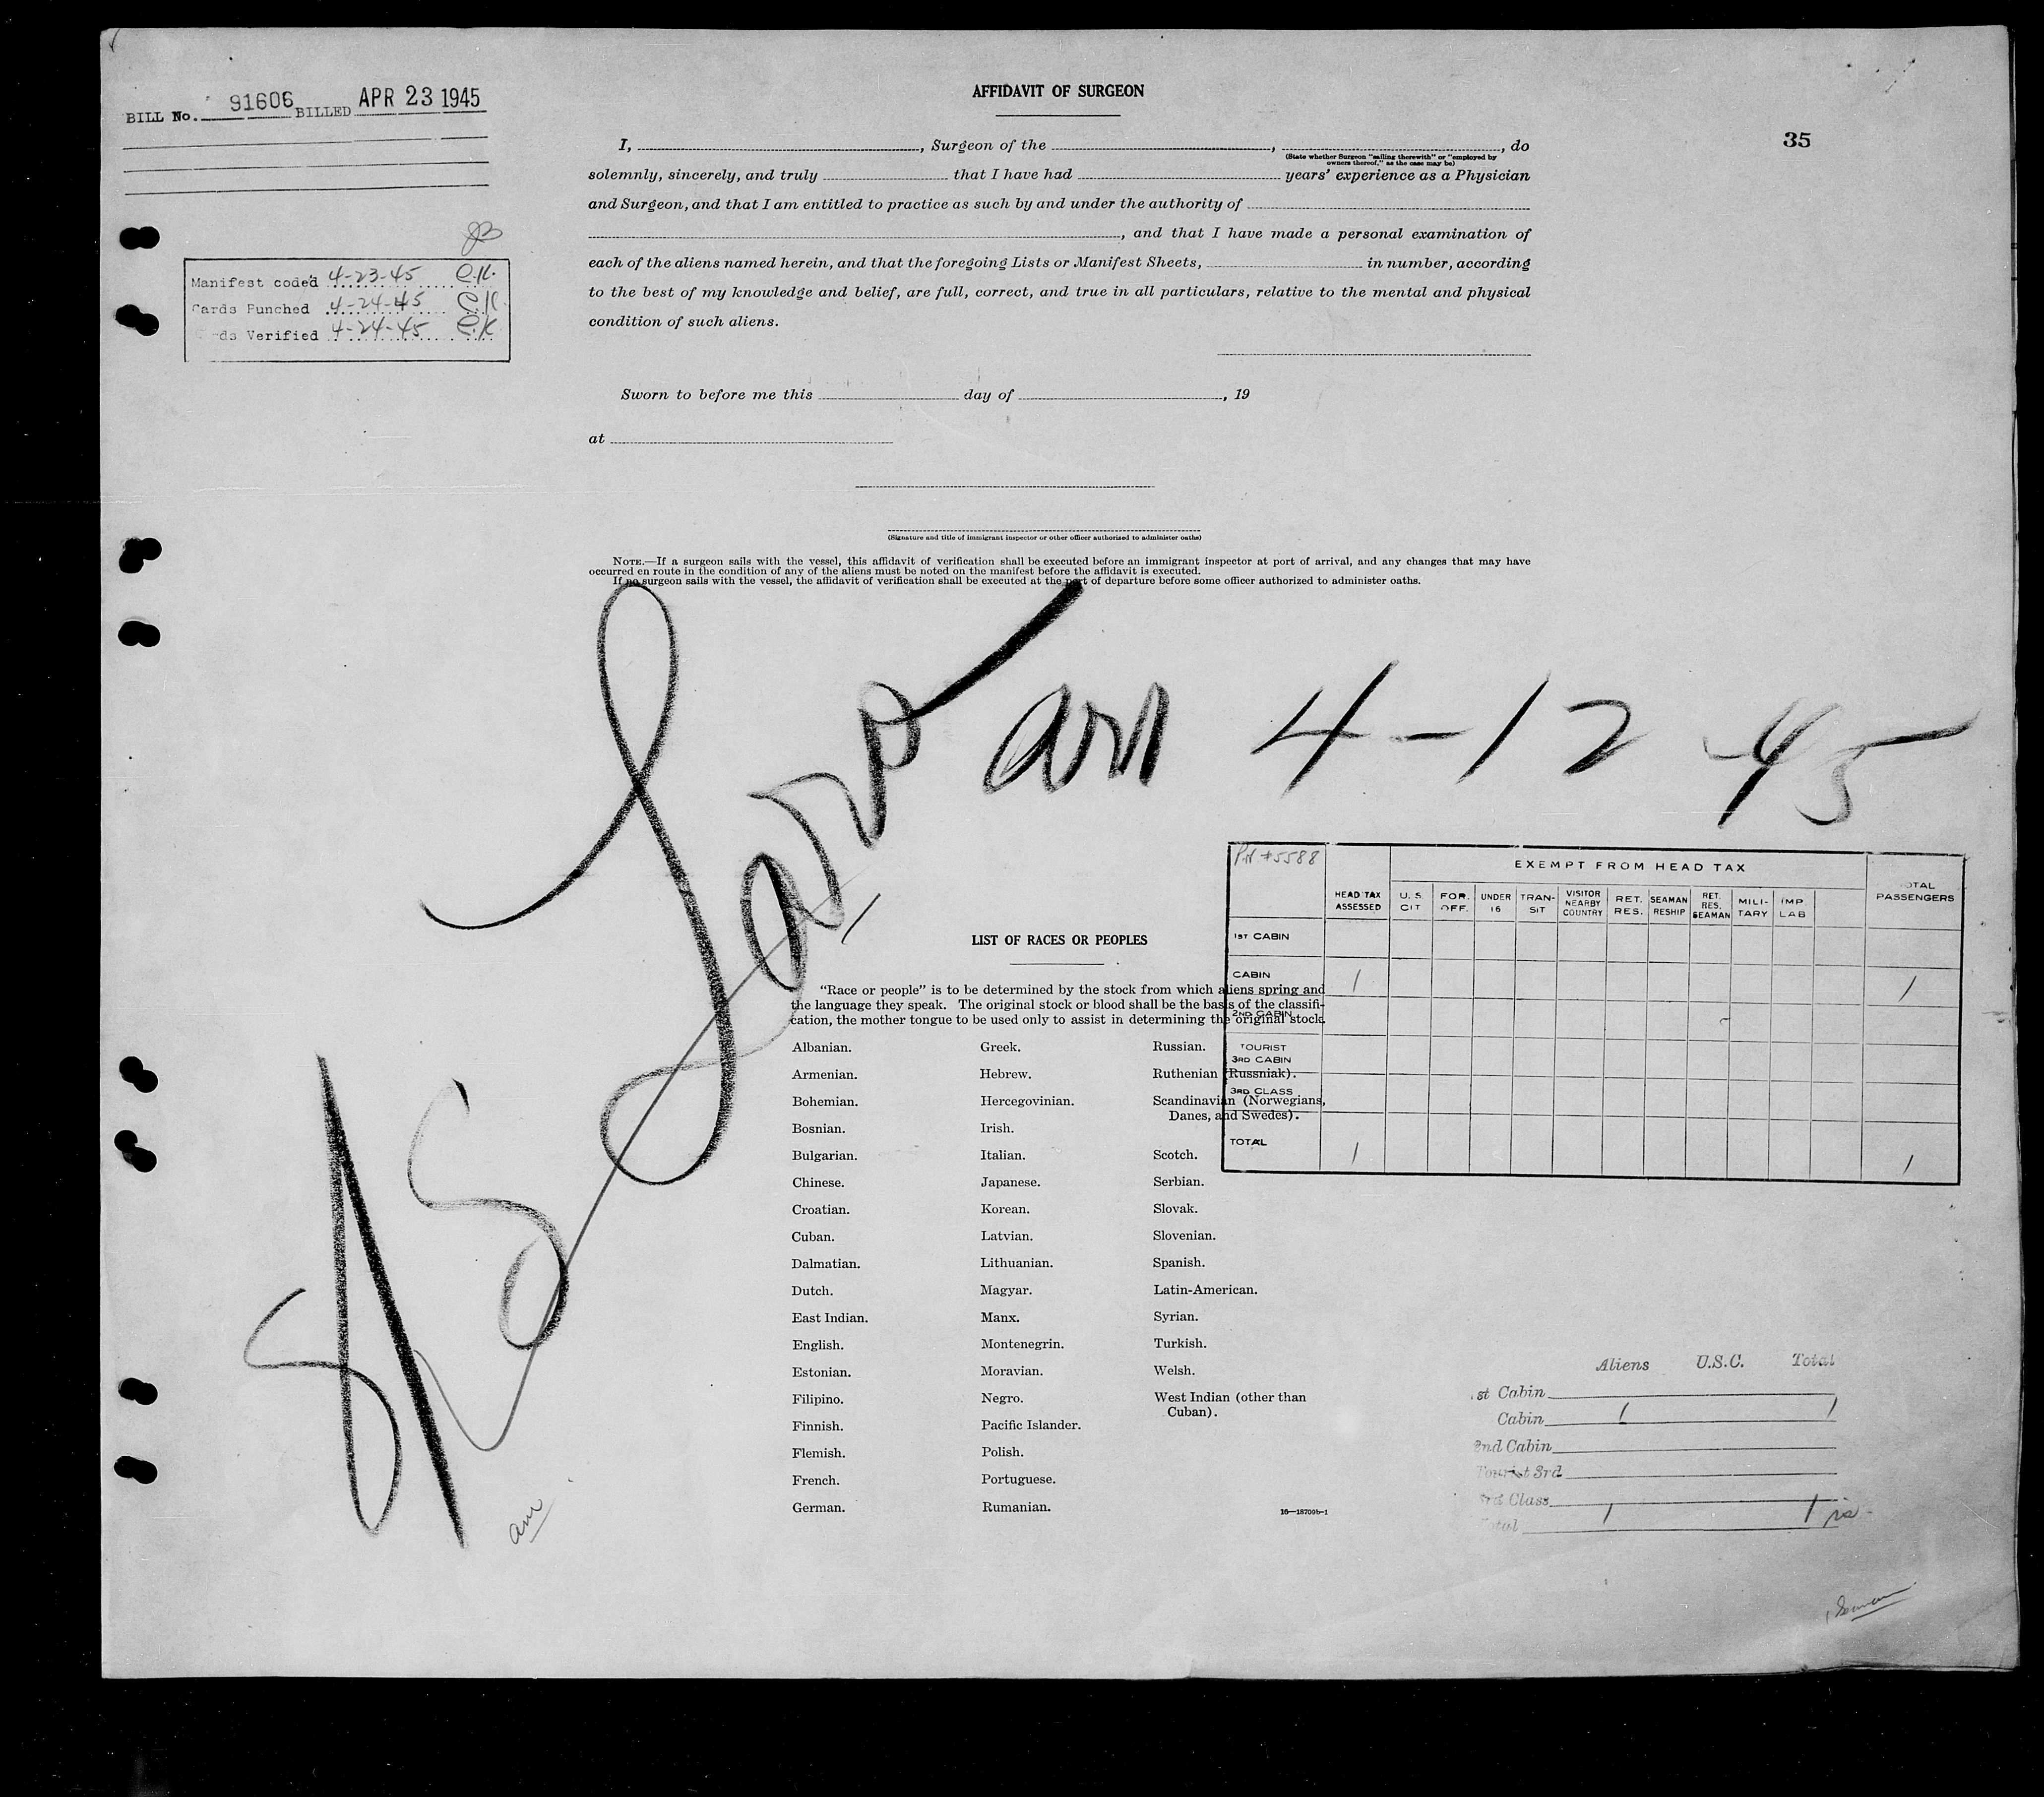 BILL No. 91606 BILLED APR 23 1945
AFFIDAVIT OF SURGEON
35
I, , Surgeon of the , , do
(State whether Surgeon "sailing therewith" or "employed by
owners thereof," as the case may be)
solemnly, sincerely, and truly that I have had years' experience as a Physician
and Surgeon, and that I am entitled to practice as such by and under the authority of
, and that I have made a personal examination of
each of the aliens named herein, and that the foregoing Lists or Manifest Sheets, in number, according
to the best of my knowledge and belief, are full, correct, and true in all particulars, relative to the mental and physical
condition of such aliens.
Manifest coded 4-23-45 C.K.
Cards Punched 4-24-45 C.K.
ds Verified 4-24-45 C.K
Sworn to before me this day of , 19
at
(Signature and title of immigrant inspector or other officer authorized to administer oaths)
NOTE.—If a surgeon sails with the vessel, this affidavit of verification shall be executed before an immigrant inspector at port of arrival, and any changes that may have
occurred en route in the condition of any of the aliens must be noted on the manifest before the affidavit is executed.
If no surgeon sails with the vessel, the affidavit of verification shall be executed at the port of departure before some officer authorized to administer oaths.
arr 4-12-45
#5588
EXEMPT FROM HEAD TAX
HEAD TAX ASSESSED
U. S. CIT
FOR. OFF.
UNDER 16
TRANSIT
VISITOR NEARBY COUNTRY
RET. RES.
SEAMAN RESHIP
RET. RES. SEAMAN
MILITARY
IMP LAB
OTAL PASSENGERS
1ST CABIN
CABIN 1 1
2ND CABIN
TOURIST
3RD CABIN
3RD CLASS
TOTAL 1 1
LIST OF RACES OR PEOPLES
"Race or people" is to be determined by the stock from which aliens spring and
the language they speak. The original stock or blood shall be the basis of the classifi-
cation, the mother tongue to be used only to assist in determining the original stock.
Albanian. Greek. Russian.
Armenian. Hebrew. Ruthenian (Russniak).
Bohemian. Hercegovinian. Scandinavian (Norwegians,
Danes, and Swedes).
Bosnian. Irish.
Bulgarian. Italian. Scotch.
Chinese. Japanese. Serbian.
Croatian. Korean. Slovak.
Cuban. Latvian. Slovenian.
Dalmatian. Lithuanian. Spanish.
Dutch. Magyar. Latin-American.
East Indian. Manx. Syrian.
English. Montenegrin. Turkish.
Estonian. Moravian. Welsh.
Filipino. Negro. West Indian (other than
Cuban).
Finnish. Pacific Islander.
Flemish. Polish.
French. Portuguese.
German. Rumanian.
16—18709b-1
Aliens U.S.C. Total
st Cabin
Cabin 1 1
2nd Cabin
Tourist 3rd
3rd Class
Total 1 1